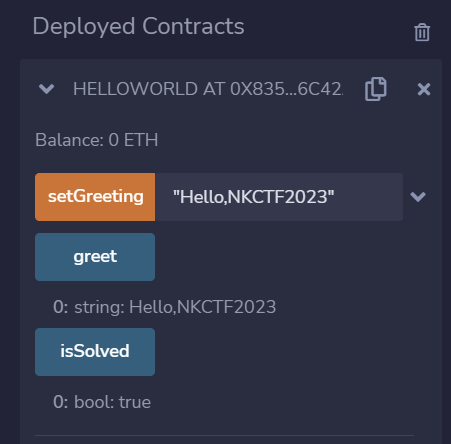 Deployed Contracts
HELLOWORLD AT 0X835...6C42
Balance: 0 ETH
setGreeting "Hello,NKCTF2023"
greet
0: string: Hello,NKCTF2023
isSolved
0: bool: true